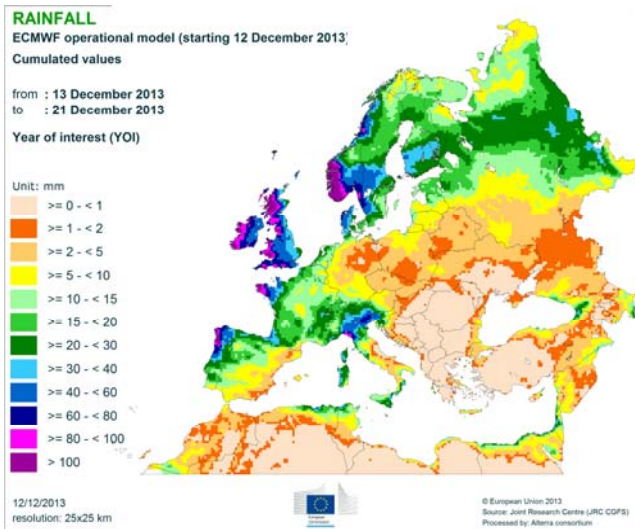 RAINFALL
ECMWF operational model (starting 12 December 2013)
Cumulated values
from : 13 December 2013
to : 21 December 2013
Year of interest (YOI)
Unit: mm
>= 0 - < 1
>= 1 - < 2
>= 2 - < 5
>= 5 - < 10
>= 10 - < 15
>= 15 - < 20
>= 20 - < 30
>= 30 - < 40
>= 40 - < 60
>= 60 - < 80
>= 80 - < 100
> 100
12/12/2013
resolution: 25x25 km
European
Commission
© European Union 2013
Source: Joint Research Centre (JRC CGFS)
Processed by: Alterra consortium